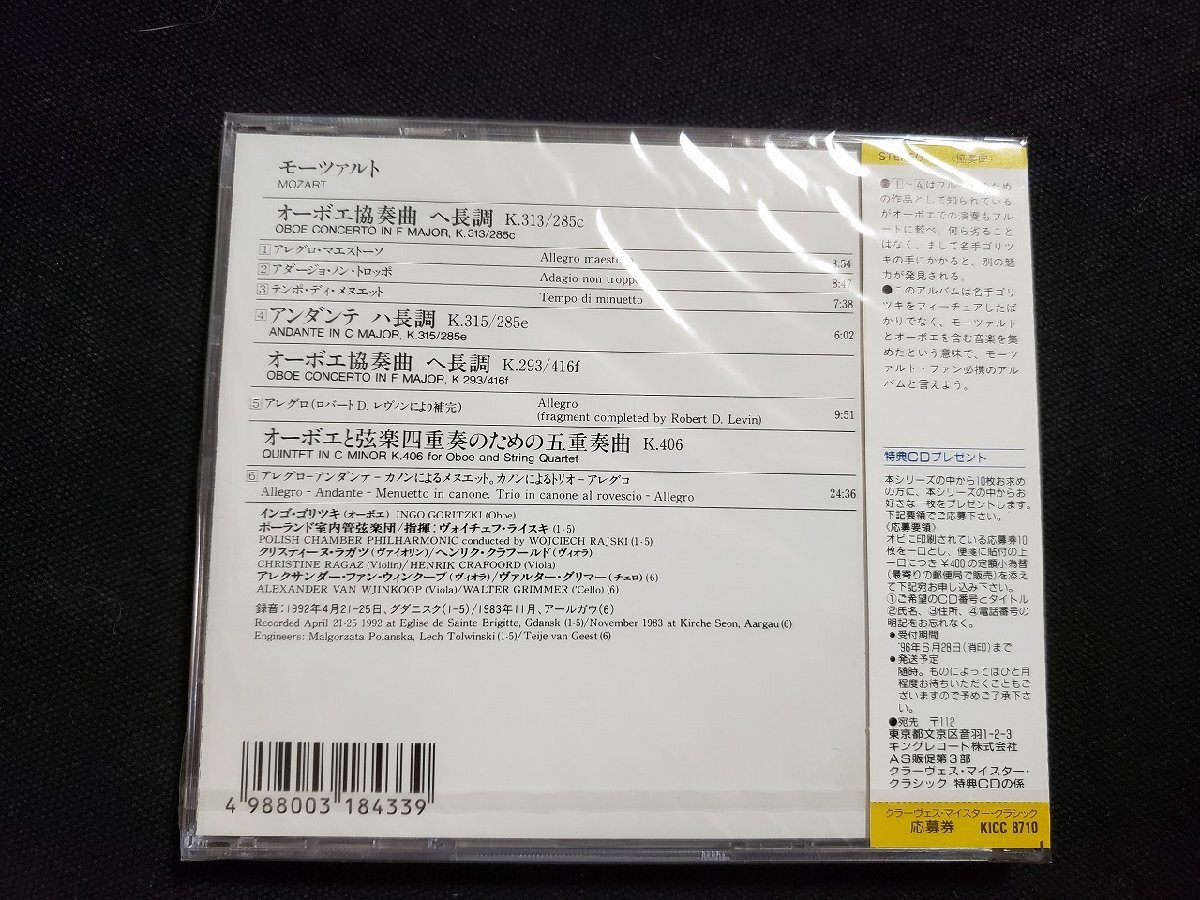 モーツァルト
MOZART
オーボエ協奏曲 ヘ長調 K.313/285c
OBOE CONCERTO IN F MAJOR, K.313/285c
1 アレグロ・マエストーソ Allegro maestoso :54
2 アダージョ・ノン・トロッポ Adagio non troppo 8:47
3 テンポ・ディ・メヌエット Tempo di minuetto 7:38
4 アンダンテ ハ長調 K.315/285e 6:02
ANDANTE IN C MAJOR, K.315/285e
オーボエ協奏曲 ヘ長調 K.293/416f
OBOE CONCERTO IN F MAJOR, K 293/416f
5 アレグロ(ロバートD. レヴィンにより補完) Allegro 9:51
(fragment completed by Robert D. Levin)
オーボエと弦楽四重奏のための五重奏曲 K.406
QUINTET IN C MINOR K.406 for Oboe and String Quartet
6 アレグロ−アンダンテ−カノンによるメヌエット。カノンによるトリオ−アレグロ
Allegro - Andante - Menuetto in canone. Trio in canone al rovescio - Allegro 24:36
インゴ・ゴリツキ(オーボエ) INGO GORITZKI (Oboe)
ポーランド室内管弦楽団/指揮:ヴォイチェフ・ライスキ(1-5)
POLISH CHAMBER PHILHARMONIC conducted by WOJCIECH RAJSKI (1-5)
クリスティーヌ・ラガツ(ヴァイオリン)/ヘンリク・クラフールド(ヴィオラ)
CHRISTINE RAGAZ (Violin)/HENRIK CRAFOORD (Viola)
アレクサンダー・ファン・ウィンクープ(ヴィオラ)/ヴァルター・グリマー(チェロ)(6)
ALEXANDER VAN WIJNKOOP (Viola)/WALTER GRIMMER (Cello)(6)
録音:1992年4月21-25日、グダニスク(1-5)/1983年11月、アールガウ(6)
Recorded April 21-25 1992 at Eglise de Sainte Brigitte, Gdansk (1-5)/November 1983 at Kirche Seon, Aargau (6)
Engineers: Malgorzata Polanska, Lech Tolwinski (1-5)/Teije van Geest (6)
4 988003 184339
STEREO 〈協奏曲〉
●1〜4はフルートのため
の作品として知られている
がオーボエでの演奏もフル
ートに較べ、何ら劣ることは
なく、まして名手ゴリツ
キの手にかかると、別の魅
力が発見される。
●このアルバムは名手ゴリ
ツキをフィーチュアしたば
かりでなく、モーツァルト
とオーボエを含む音楽を集
めたという意味で、モーツ
ァルト・ファン必携のアル
バムと言えよう。
特典CDプレゼント
本シリーズの中から10枚お求め
の方に、本シリーズの中からお
好きな一枚をプレゼントします。
下記要領でご応募下さい。
〈応募要領〉
オビに印刷されている応募券10
枚を一口とし、便箋に貼付の上
一口につき¥400の定額小為替
(最寄りの郵便局で販売)を添え
て下記宛お申し込み下さい。
①ご希望のCD番号とタイトル
②氏名、③住所、④電話番号の
明記をお忘れなく。
●受付期間
'96年6月28日(消印)まで
●発送予定
随時。ものによってはひと月
程度お待ちいただくこともご
ざいますので予めご了承下さ
い。
●宛先 〒112
東京都文京区音羽1-2-3
キングレコード株式会社
AS販促第3部
クラーヴェス・マイスター・
クラシック 特典CDの係
クラーヴェス・マイスター・クラシック
応募券 KICC 8710